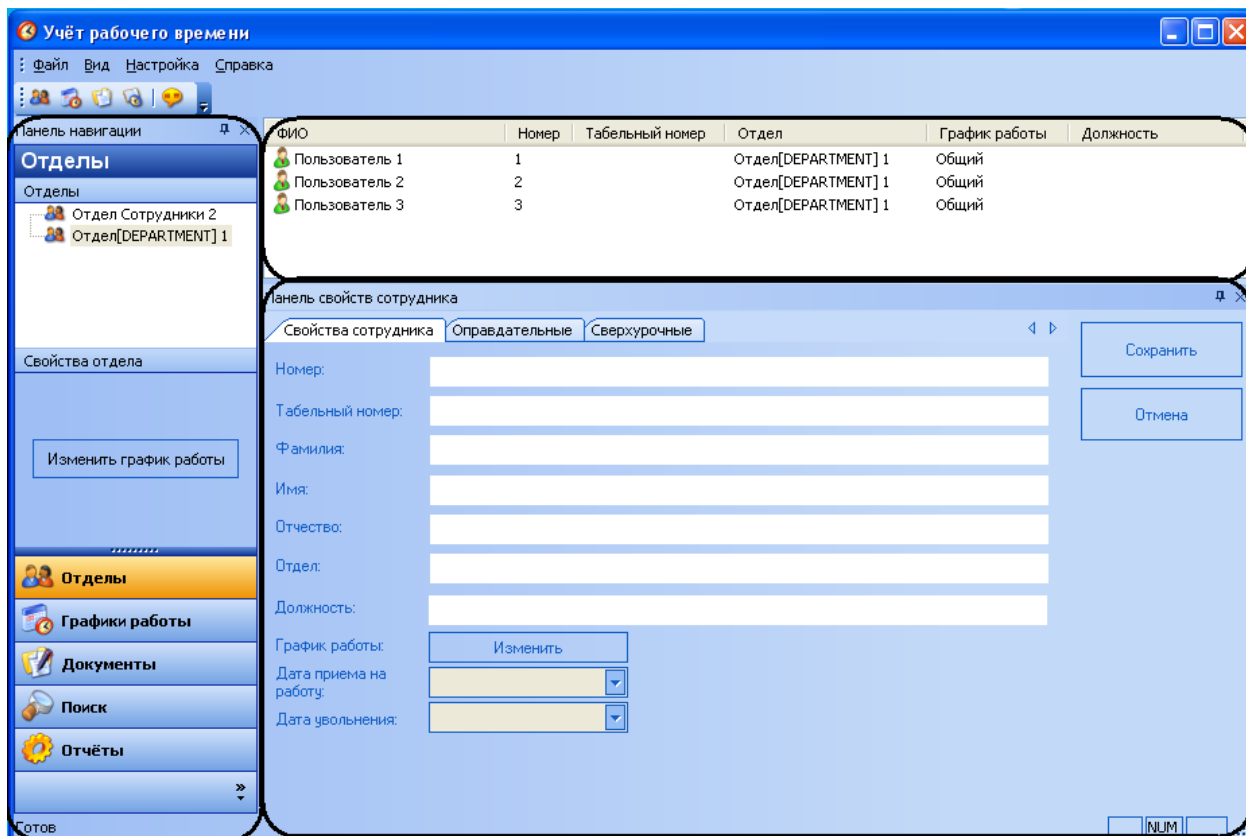 Учёт рабочего времени
Файл Вид Настройка Справка
Панель навигации
Отделы
Отделы
Отдел Сотрудники 2
Отдел[DEPARTMENT] 1
Свойства отдела
Изменить график работы
Отделы
Графики работы
Документы
Поиск
Отчёты
Готов
ФИО Номер Табельный номер Отдел График работы Должность
Пользователь 1 1 Отдел[DEPARTMENT] 1 Общий
Пользователь 2 2 Отдел[DEPARTMENT] 1 Общий
Пользователь 3 3 Отдел[DEPARTMENT] 1 Общий
Панель свойств сотрудника
Свойства сотрудника Оправдательные Сверхурочные
Номер:
Табельный номер:
Фамилия:
Имя:
Отчество:
Отдел:
Должность:
График работы: Изменить
Дата приема на
работу:
Дата увольнения:
Сохранить
Отмена
NUM